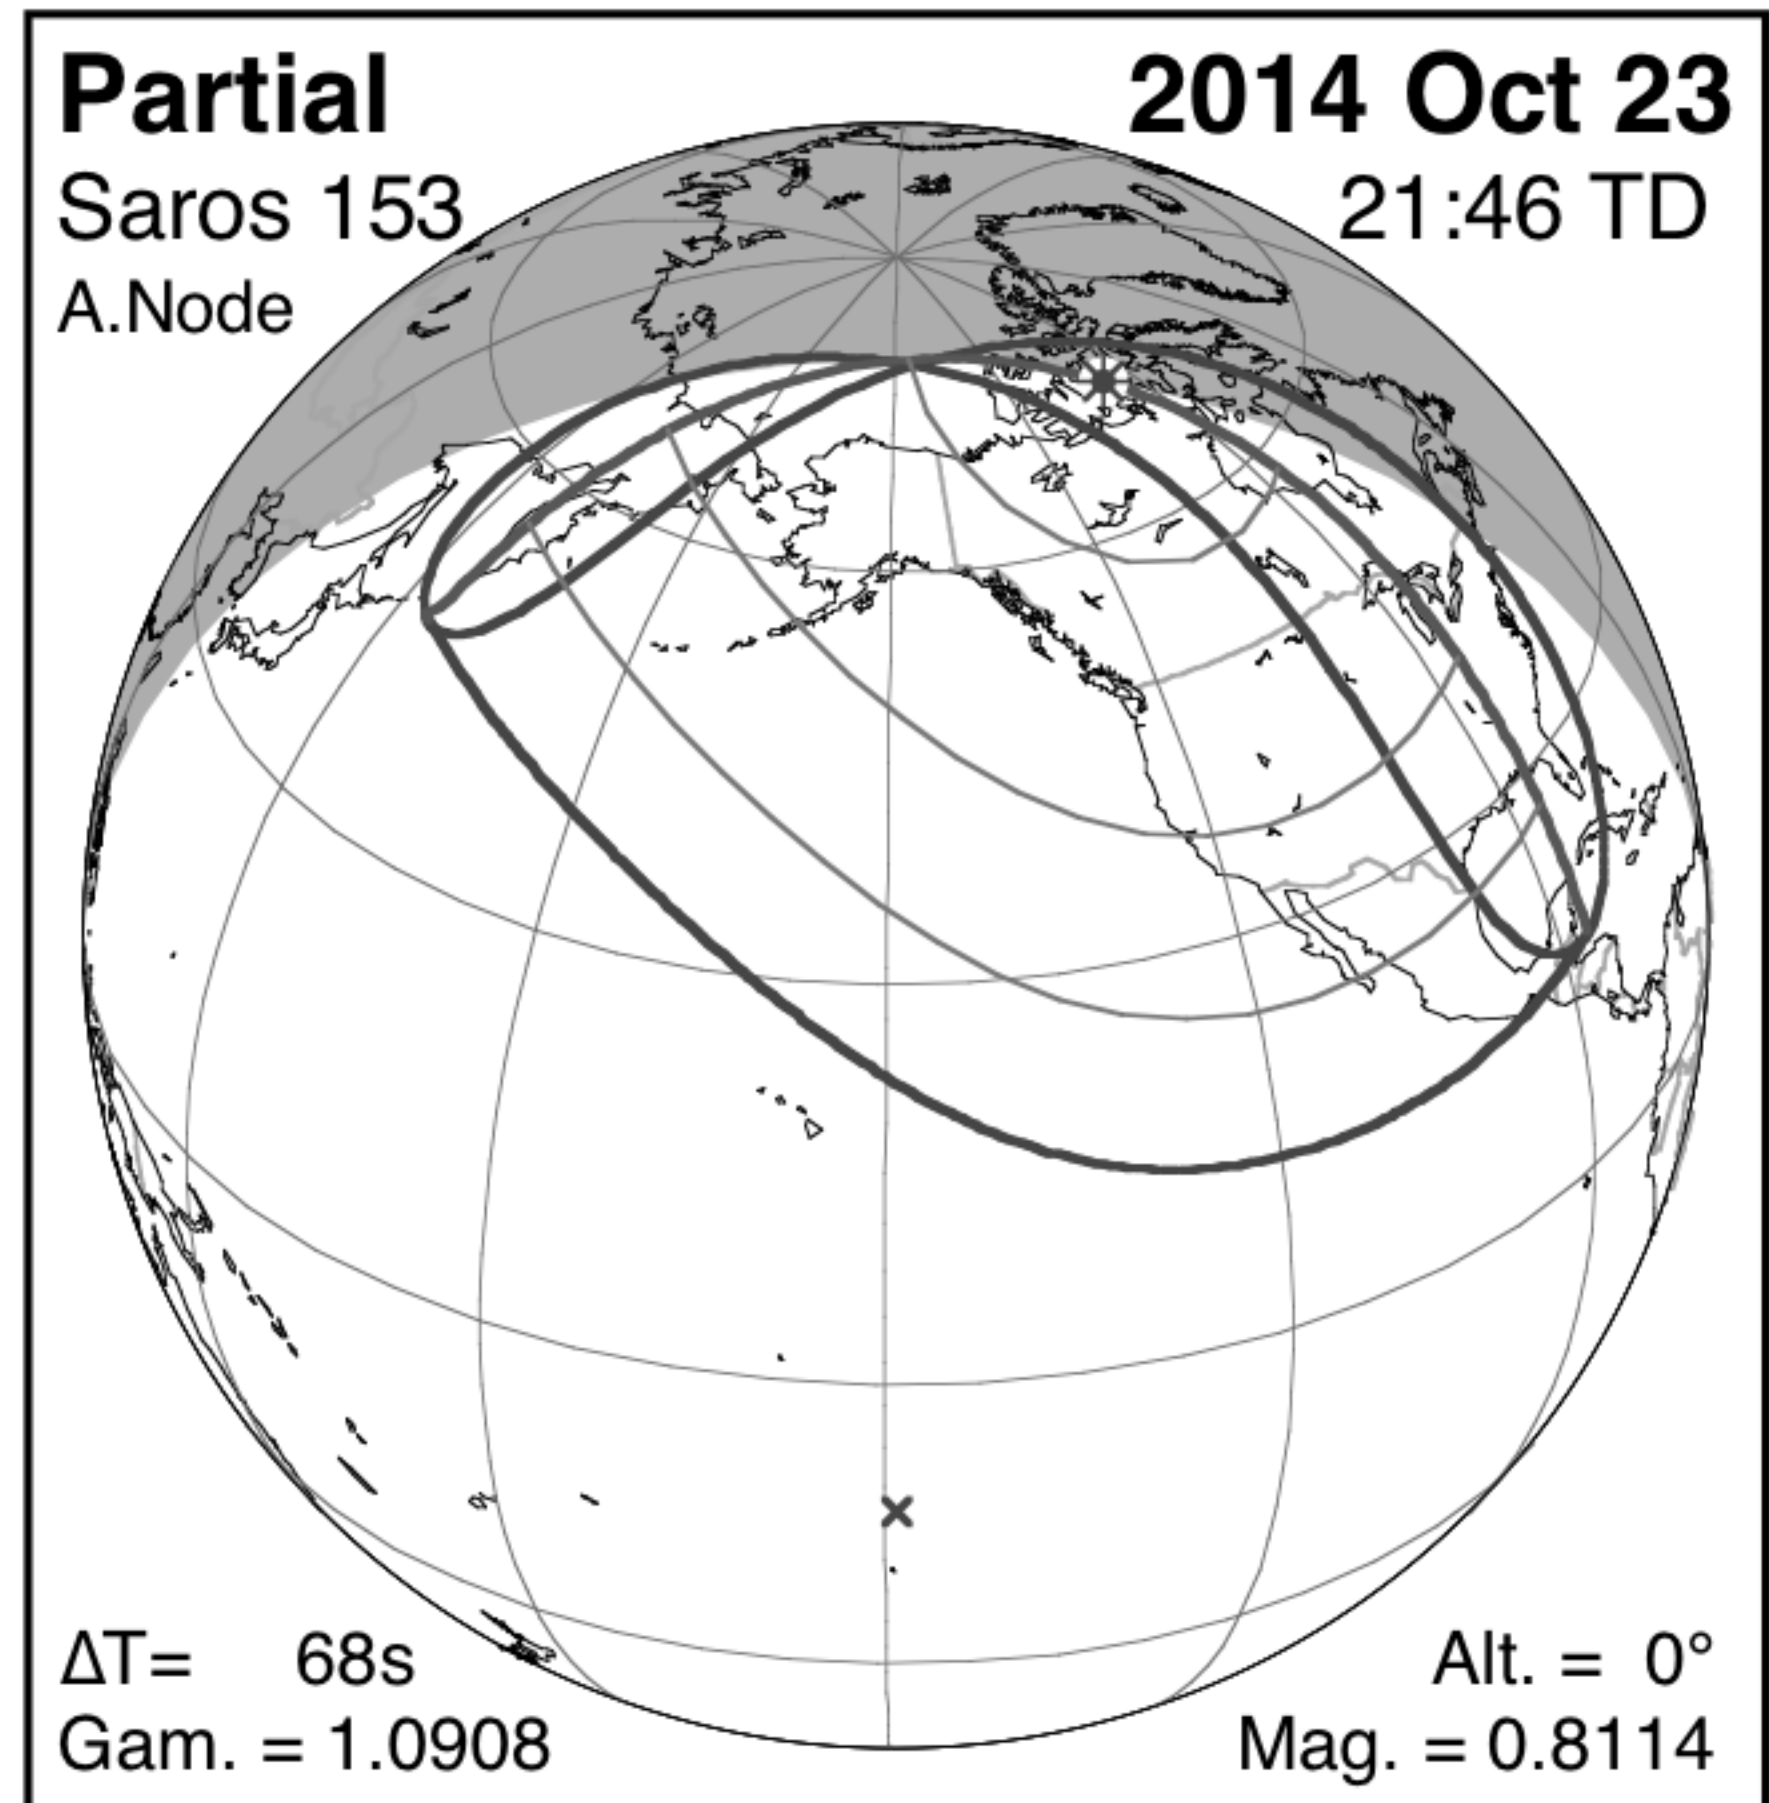 Partial
2014 Oct 23
Saros 153
21:46 TD
A.Node
ΔT= 68s
Alt. = 0°
Gam. = 1.0908
Mag. = 0.8114